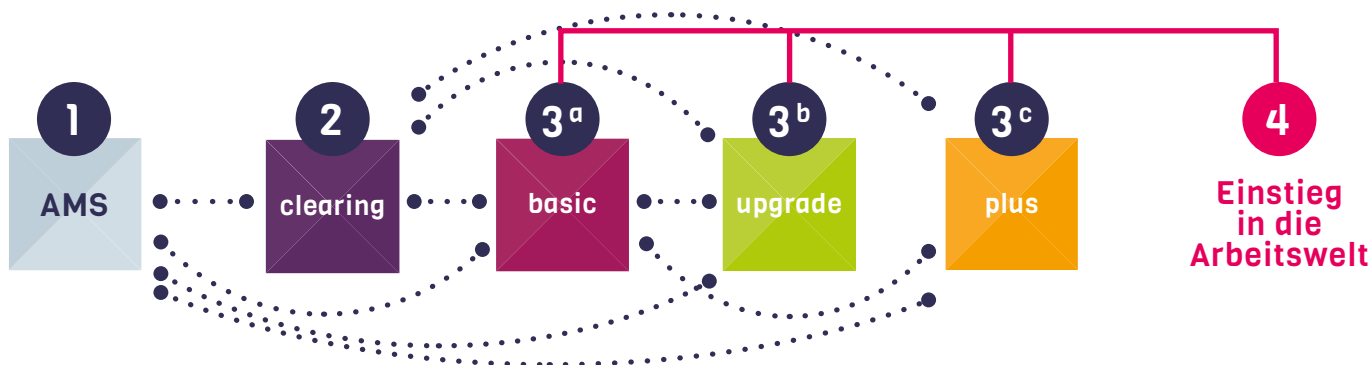 1
2
3a
3b
3c
4
AMS
clearing
basic
upgrade
plus
Einstieg
in die
Arbeitswelt